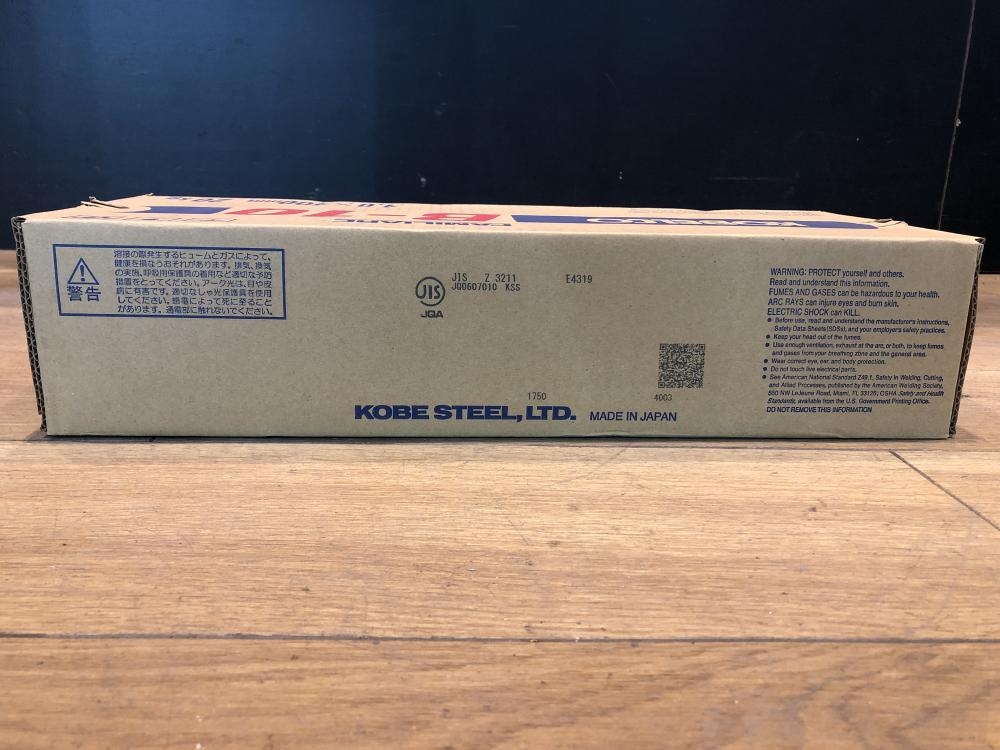 FAMILIARC
B-10
KOBELCO
溶接の際発生するヒュームとガスによって、
健康を損なうおそれがあります。排気、換気
の実施、呼吸用保護具の着用など適切な予防
措置をとってください。アーク光は、目や皮
膚に有害です。適切なしゃ光保護具を使用
してください。感電によって死に至ること
があります。通電部に触れないでください。
警告
JIS
JQA
JIS Z 3211 E4319
JQ0607010 KSS
WARNING: PROTECT yourself and others.
Read and understand this information.
FUMES AND GASES can be hazardous to your health.
ARC RAYS can injure eyes and burn skin.
ELECTRIC SHOCK can KILL.
● Before use, read and understand the manufacturer's instructions,
Safety Data Sheets(SDSs), and your employer's safety practices.
● Keep your head out of the fumes.
● Use enough ventilation, exhaust at the arc, or both, to keep fumes
and gases from your breathing zone and the general area.
● Wear correct eye, ear, and body protection.
● Do not touch live electrical parts.
● See American National Standard Z49.1, Safety in Welding, Cutting,
and Allied Processes, published by the American Welding Society,
550 NW LeJeune Road, Miami, FL 33126; OSHA Safety and Health
Standards, available from the U.S. Government Printing Office.
DO NOT REMOVE THIS INFORMATION
1750
4003
KOBE STEEL, LTD. MADE IN JAPAN